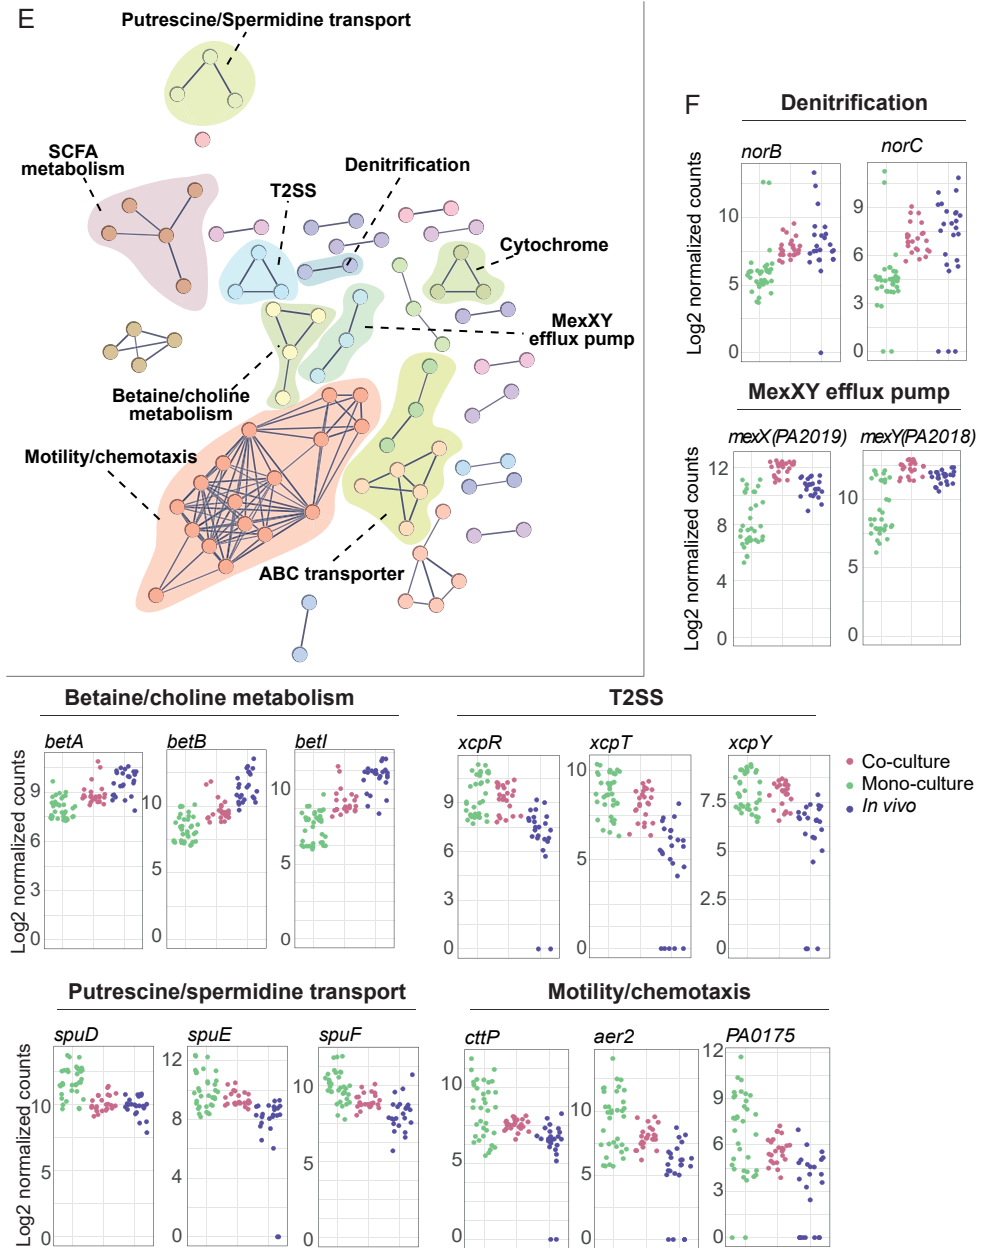 E
Putrescine/Spermidine transport
SCFA
metabolism
T2SS
Denitrification
Cytochrome
MexXY
efflux pump
Betaine/choline
metabolism
Motility/chemotaxis
ABC transporter
F
Denitrification
norB
norC
Log2 normalized counts
10
5
0
9
6
3
0
MexXY efflux pump
mexX(PA2019)
mexY(PA2018)
Log2 normalized counts
12
8
4
0
10
5
0
Betaine/choline metabolism
betA
betB
betI
Log2 normalized counts
9
6
3
0
10
5
0
10
5
0
T2SS
xcpR
xcpT
xcpY
9
6
3
0
10
5
0
7.5
5
2.5
0
Co-culture
Mono-culture
In vivo
Putrescine/spermidine transport
spuD
spuE
spuF
Log2 normalized counts
10
5
0
12
8
4
0
10
5
0
Motility/chemotaxis
cttP
aer2
PA0175
10
5
0
10
5
0
12
9
6
3
0